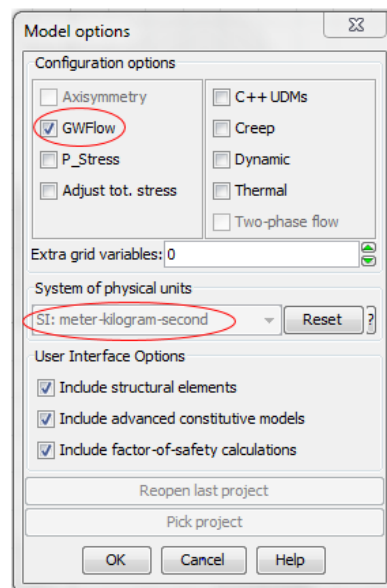 Model options
Configuration options
Axisymmetry
GWFlow
P_Stress
Adjust tot. stress
C++ UDMs
Creep
Dynamic
Thermal
Two-phase flow
Extra grid variables: 0
System of physical units
SI: meter-kilogram-second Reset ?
User Interface Options
Include structural elements
Include advanced constitutive models
Include factor-of-safety calculations
Reopen last project
Pick project
OK Cancel Help